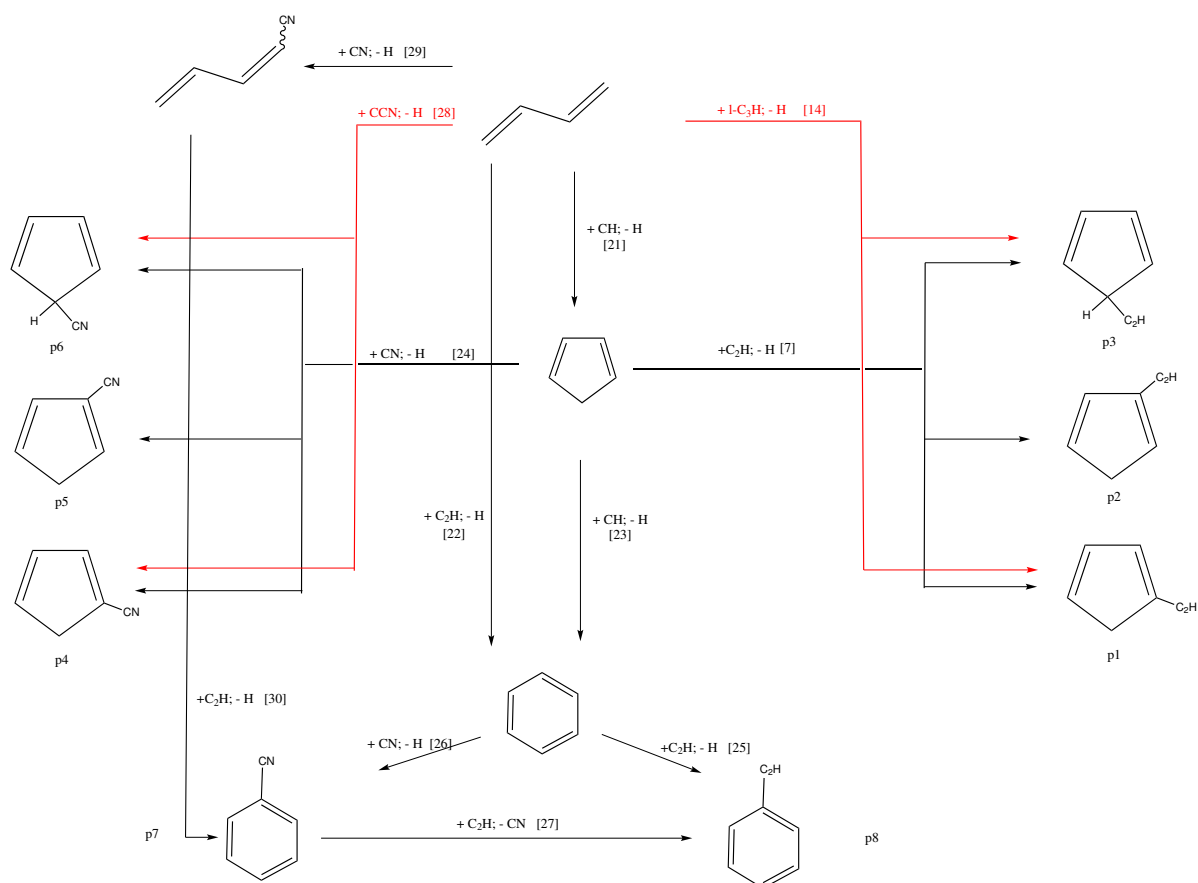 CN
+ CN; - H [29]
+ CCN; - H [28]
+ l-C3H; - H [14]
+ CH; - H
[21]
H
CN
p6
H
C2H
p3
+ CN; - H [24]
+C2H; - H [7]
CN
p5
C2H
p2
+ C2H; - H
[22]
+ CH; - H
[23]
CN
p4
C2H
p1
+C2H; - H [30]
+ CN; - H [26]
+C2H; - H [25]
CN
C2H
p7
+ C2H; - CN [27]
p8